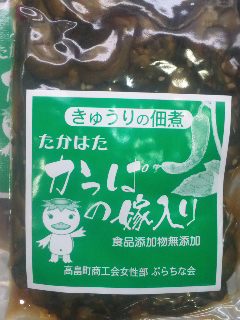 きゅうりの佃煮
たかはた
かっぱ
の嫁入り
食品添加物無添加
高畠町商工会女性部 ぷらちな会